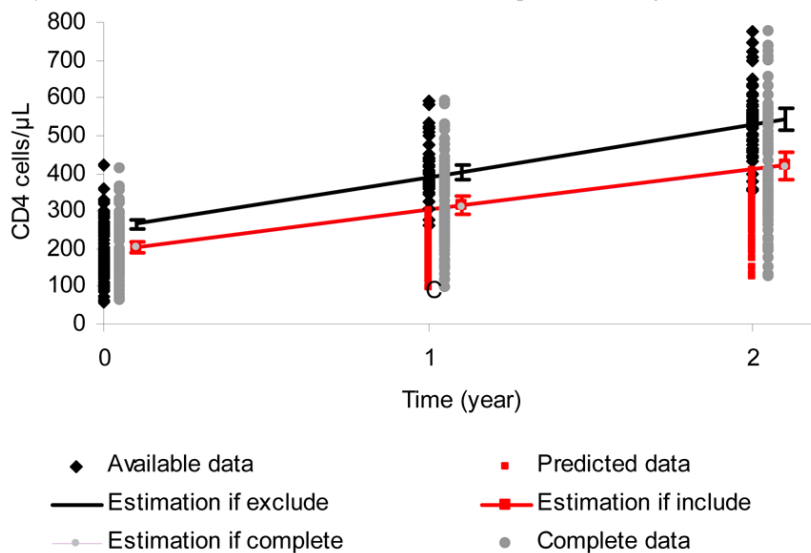 800
700
600
500
400
300
200
100
0
CD4 cells/µL
C
0 1 2
Time (year)
Available data Predicted data
Estimation if exclude Estimation if include
Estimation if complete Complete data